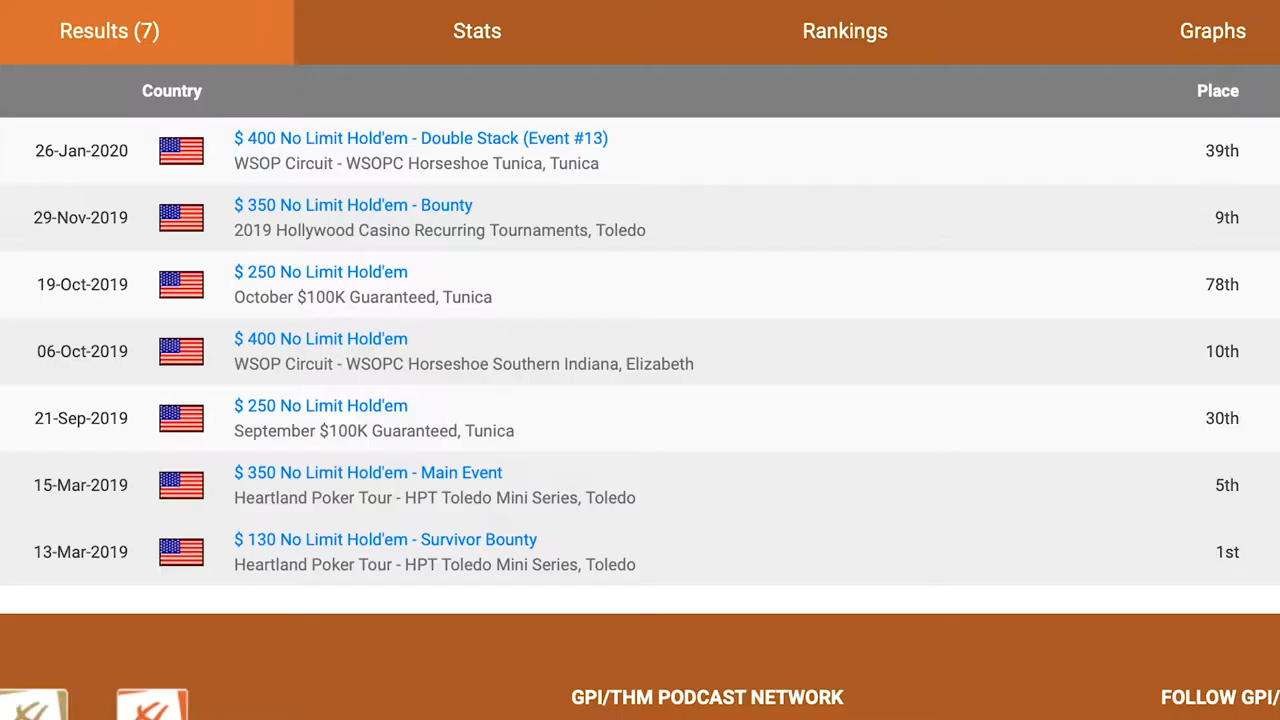 Results (7) Stats Rankings Graphs
Country Place
26-Jan-2020 $ 400 No Limit Hold'em - Double Stack (Event #13) 39th
WSOP Circuit - WSOPC Horseshoe Tunica, Tunica
29-Nov-2019 $ 350 No Limit Hold'em - Bounty 9th
2019 Hollywood Casino Recurring Tournaments, Toledo
19-Oct-2019 $ 250 No Limit Hold'em 78th
October $100K Guaranteed, Tunica
06-Oct-2019 $ 400 No Limit Hold'em 10th
WSOP Circuit - WSOPC Horseshoe Southern Indiana, Elizabeth
21-Sep-2019 $ 250 No Limit Hold'em 30th
September $100K Guaranteed, Tunica
15-Mar-2019 $ 350 No Limit Hold'em - Main Event 5th
Heartland Poker Tour - HPT Toledo Mini Series, Toledo
13-Mar-2019 $ 130 No Limit Hold'em - Survivor Bounty 1st
Heartland Poker Tour - HPT Toledo Mini Series, Toledo
GPI/THM PODCAST NETWORK FOLLOW GPI/